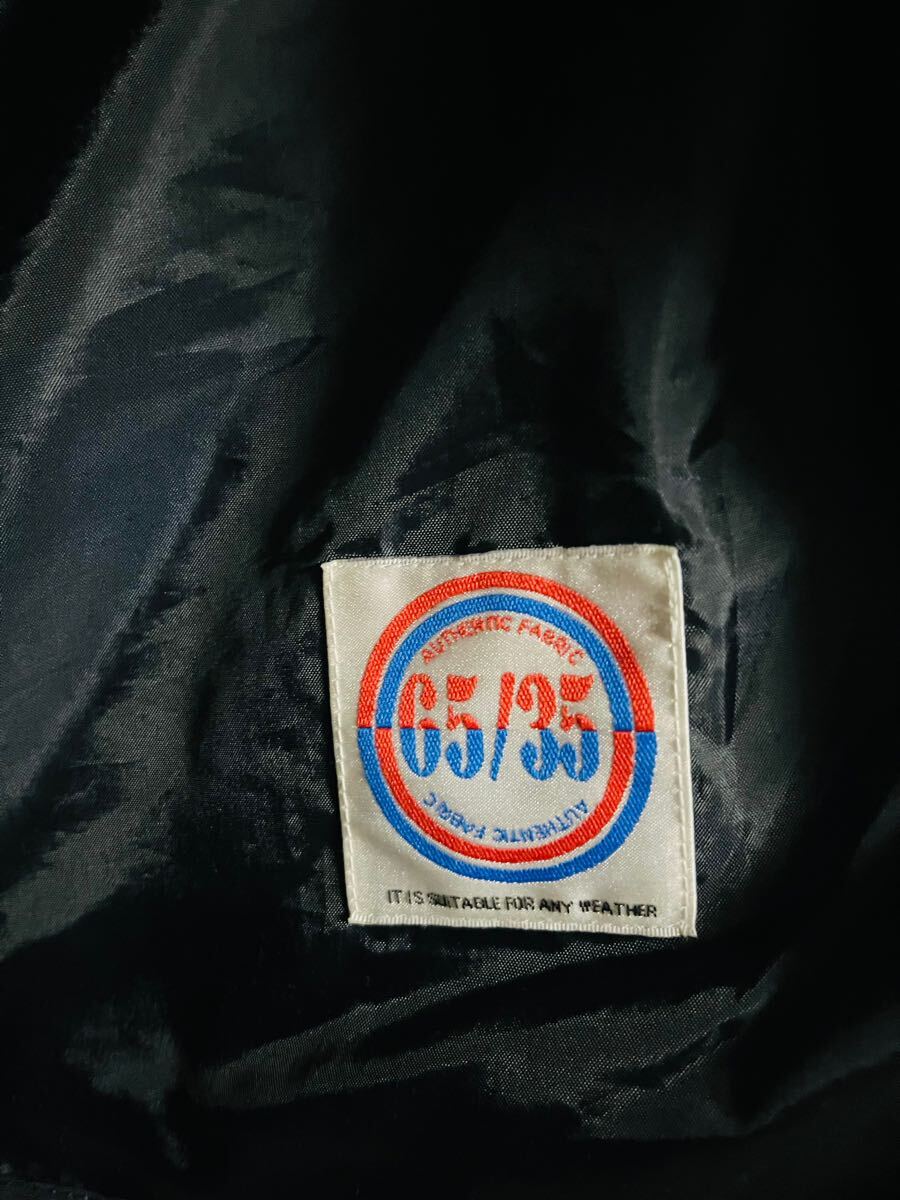 AUTHENTIC FABRIC
65/35
AUTHENTIC FABRIC
IT IS SUITABLE FOR ANY WEATHER